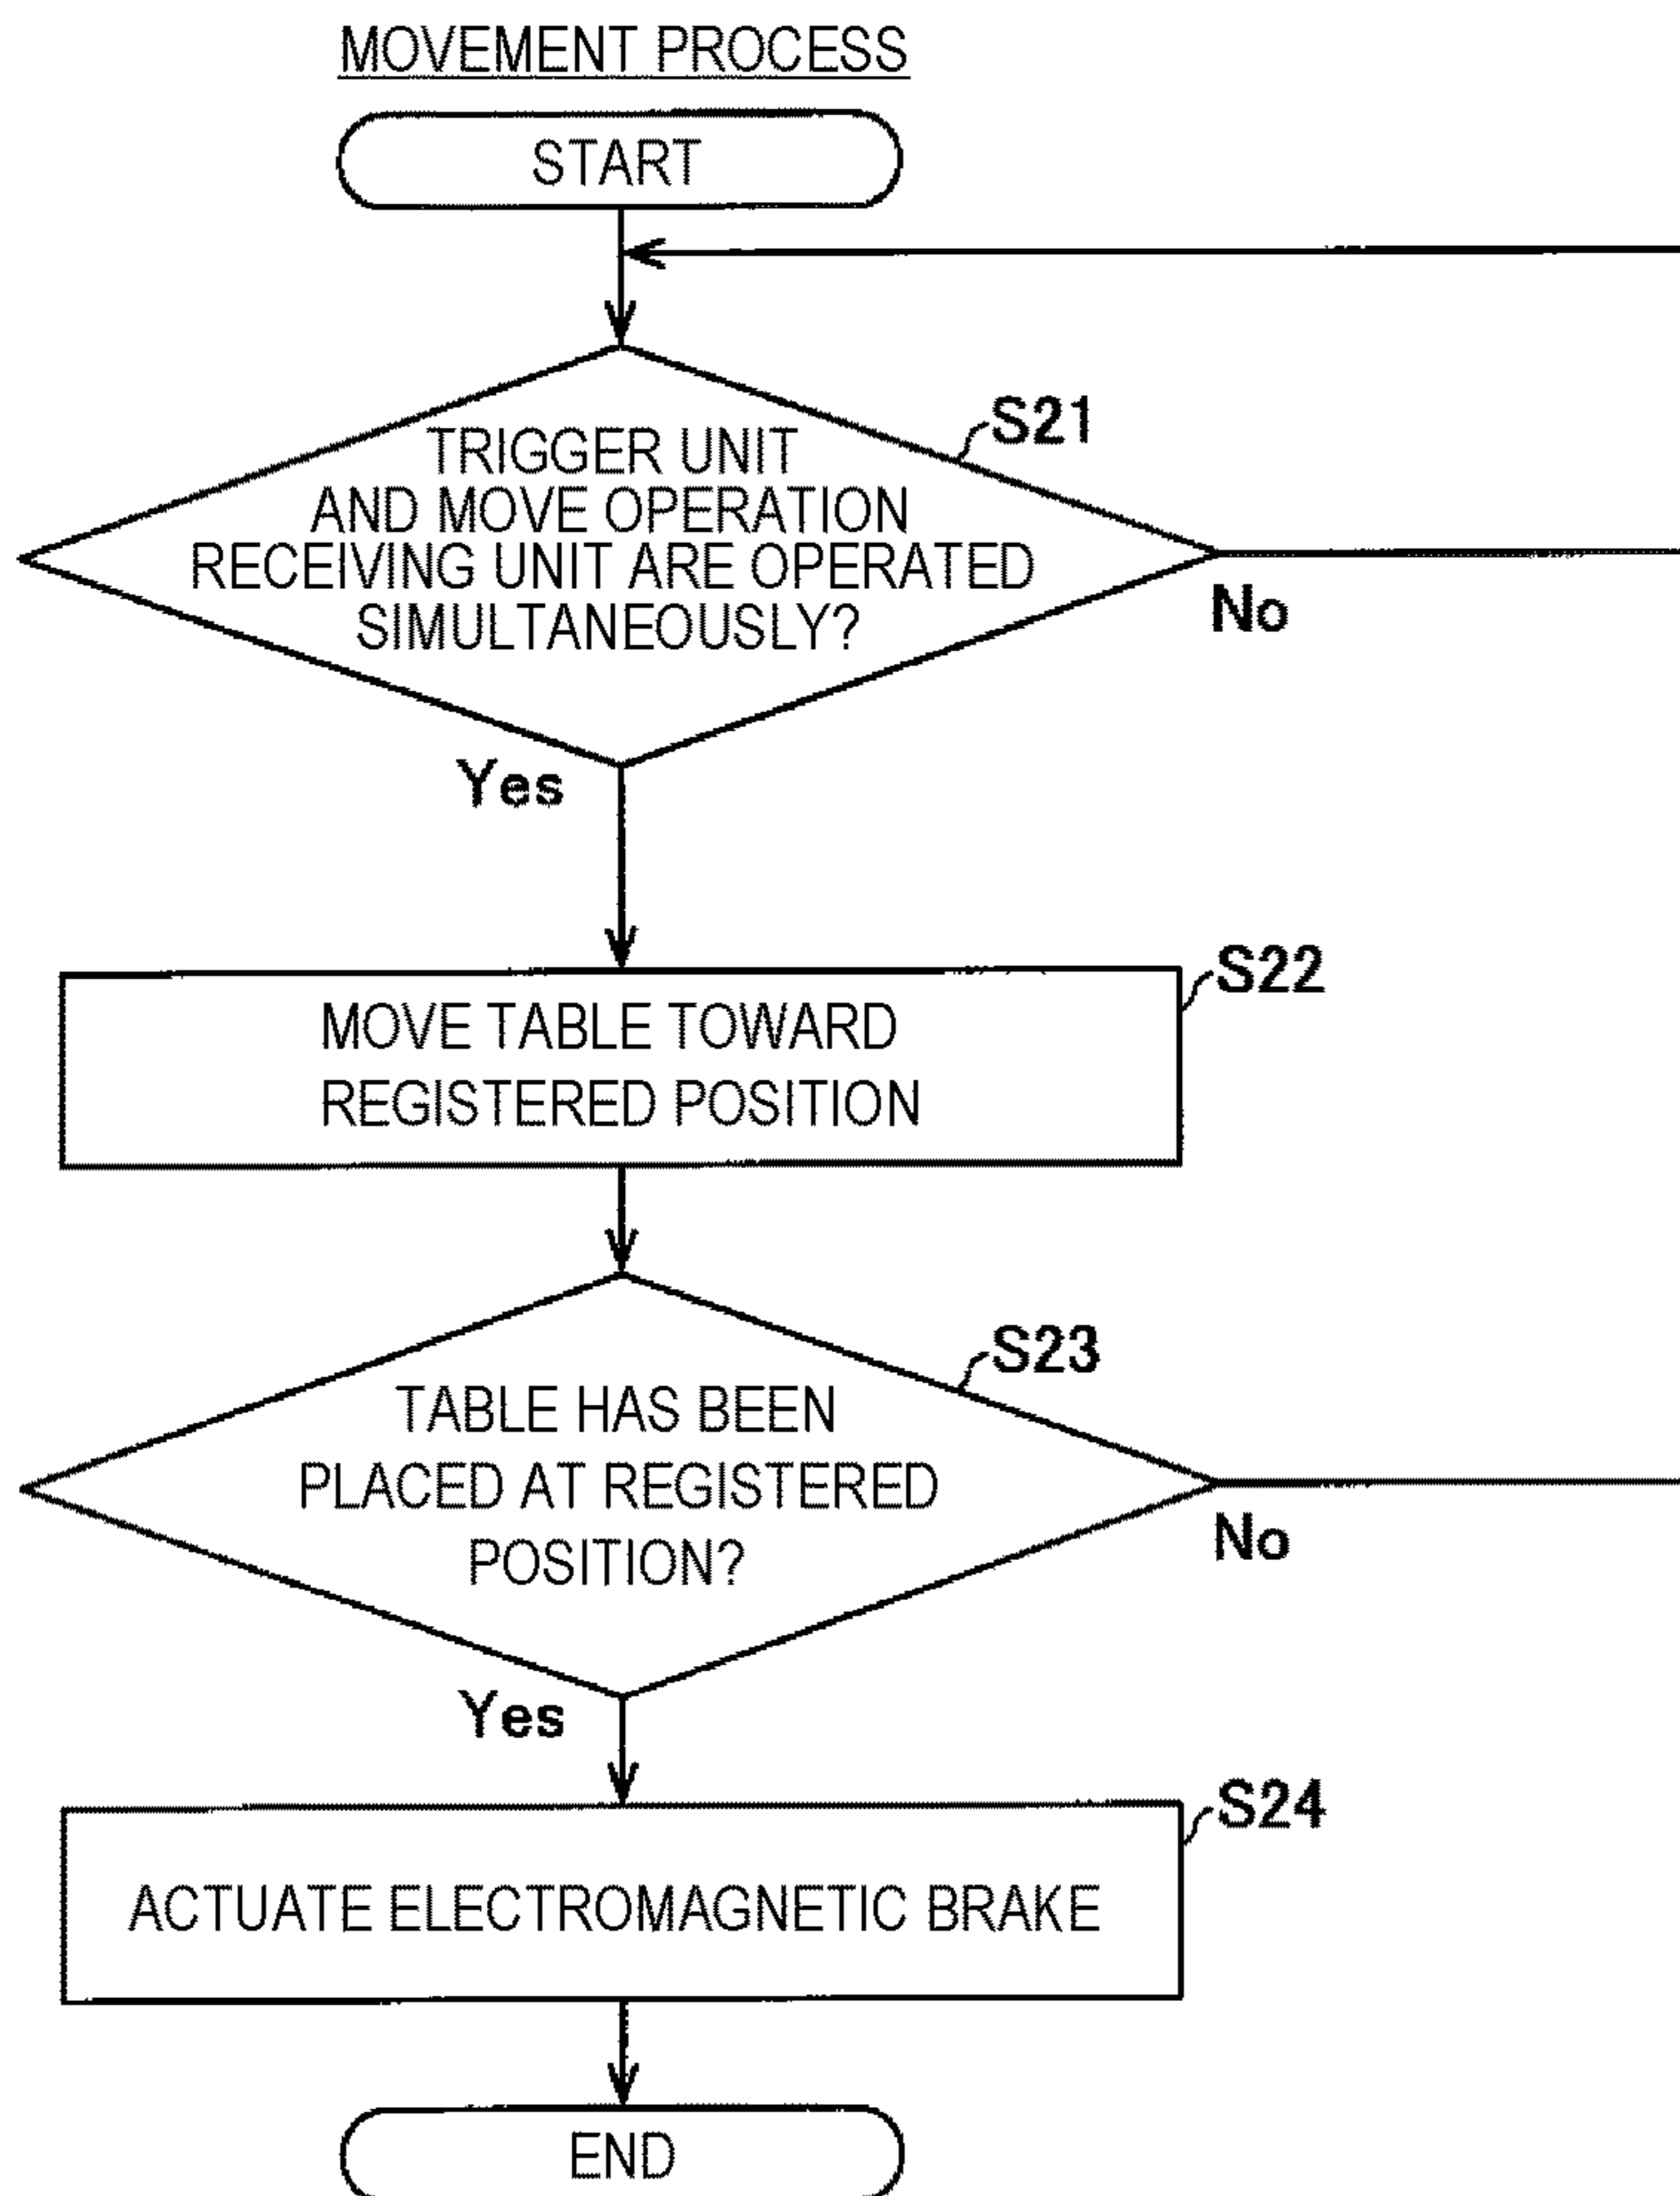 MOVEMENT PROCESS
START
TRIGGER UNIT
AND MOVE OPERATION
RECEIVING UNIT ARE OPERATED
SIMULTANEOUSLY?
S21
No
Yes
MOVE TABLE TOWARD
REGISTERED POSITION
S22
TABLE HAS BEEN
PLACED AT REGISTERED
POSITION?
S23
No
Yes
ACTUATE ELECTROMAGNETIC BRAKE
S24
END